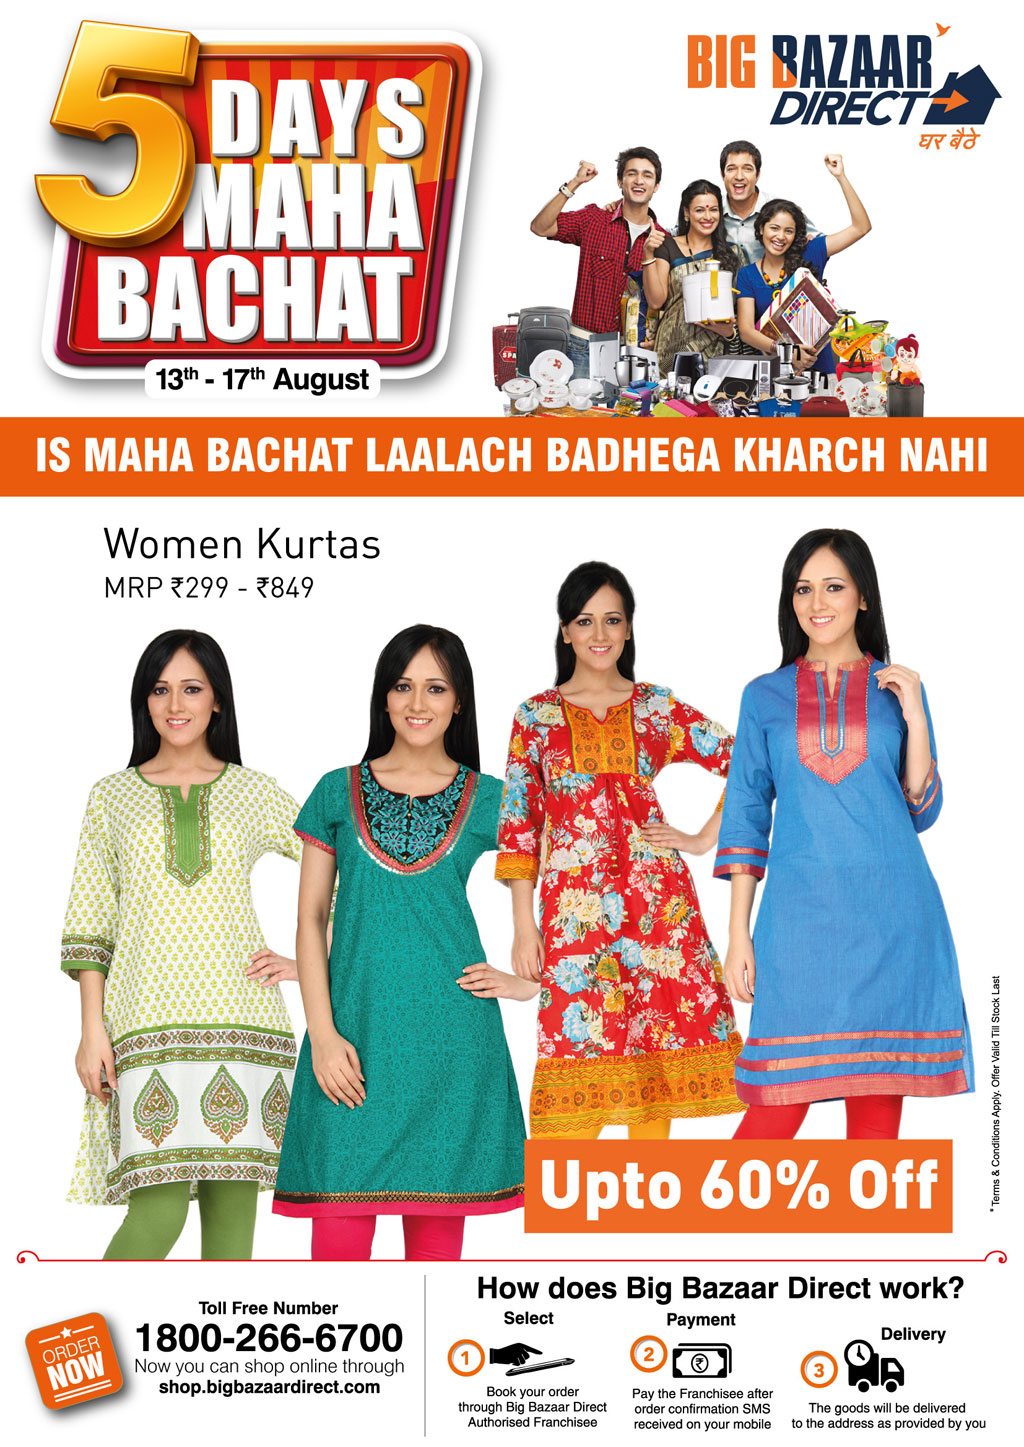 5 DAYS
MAHA
BACHAT
13th - 17th August
BIG BAZAAR
DIRECT
घर बैठे
IS MAHA BACHAT LAALACH BADHEGA KHARCH NAHI
Women Kurtas
MRP ₹299 - ₹849
Upto 60% Off
* Terms & Conditions Apply. Offer Valid Till Stock Last
ORDER
NOW
Toll Free Number
1800-266-6700
Now you can shop online through
shop.bigbazaardirect.com
How does Big Bazaar Direct work?
Select
1
Book your order
through Big Bazaar Direct
Authorised Franchisee
Payment
2
₹
Pay the Franchisee after
order confirmation SMS
received on your mobile
Delivery
3
The goods will be delivered
to the address as provided by you